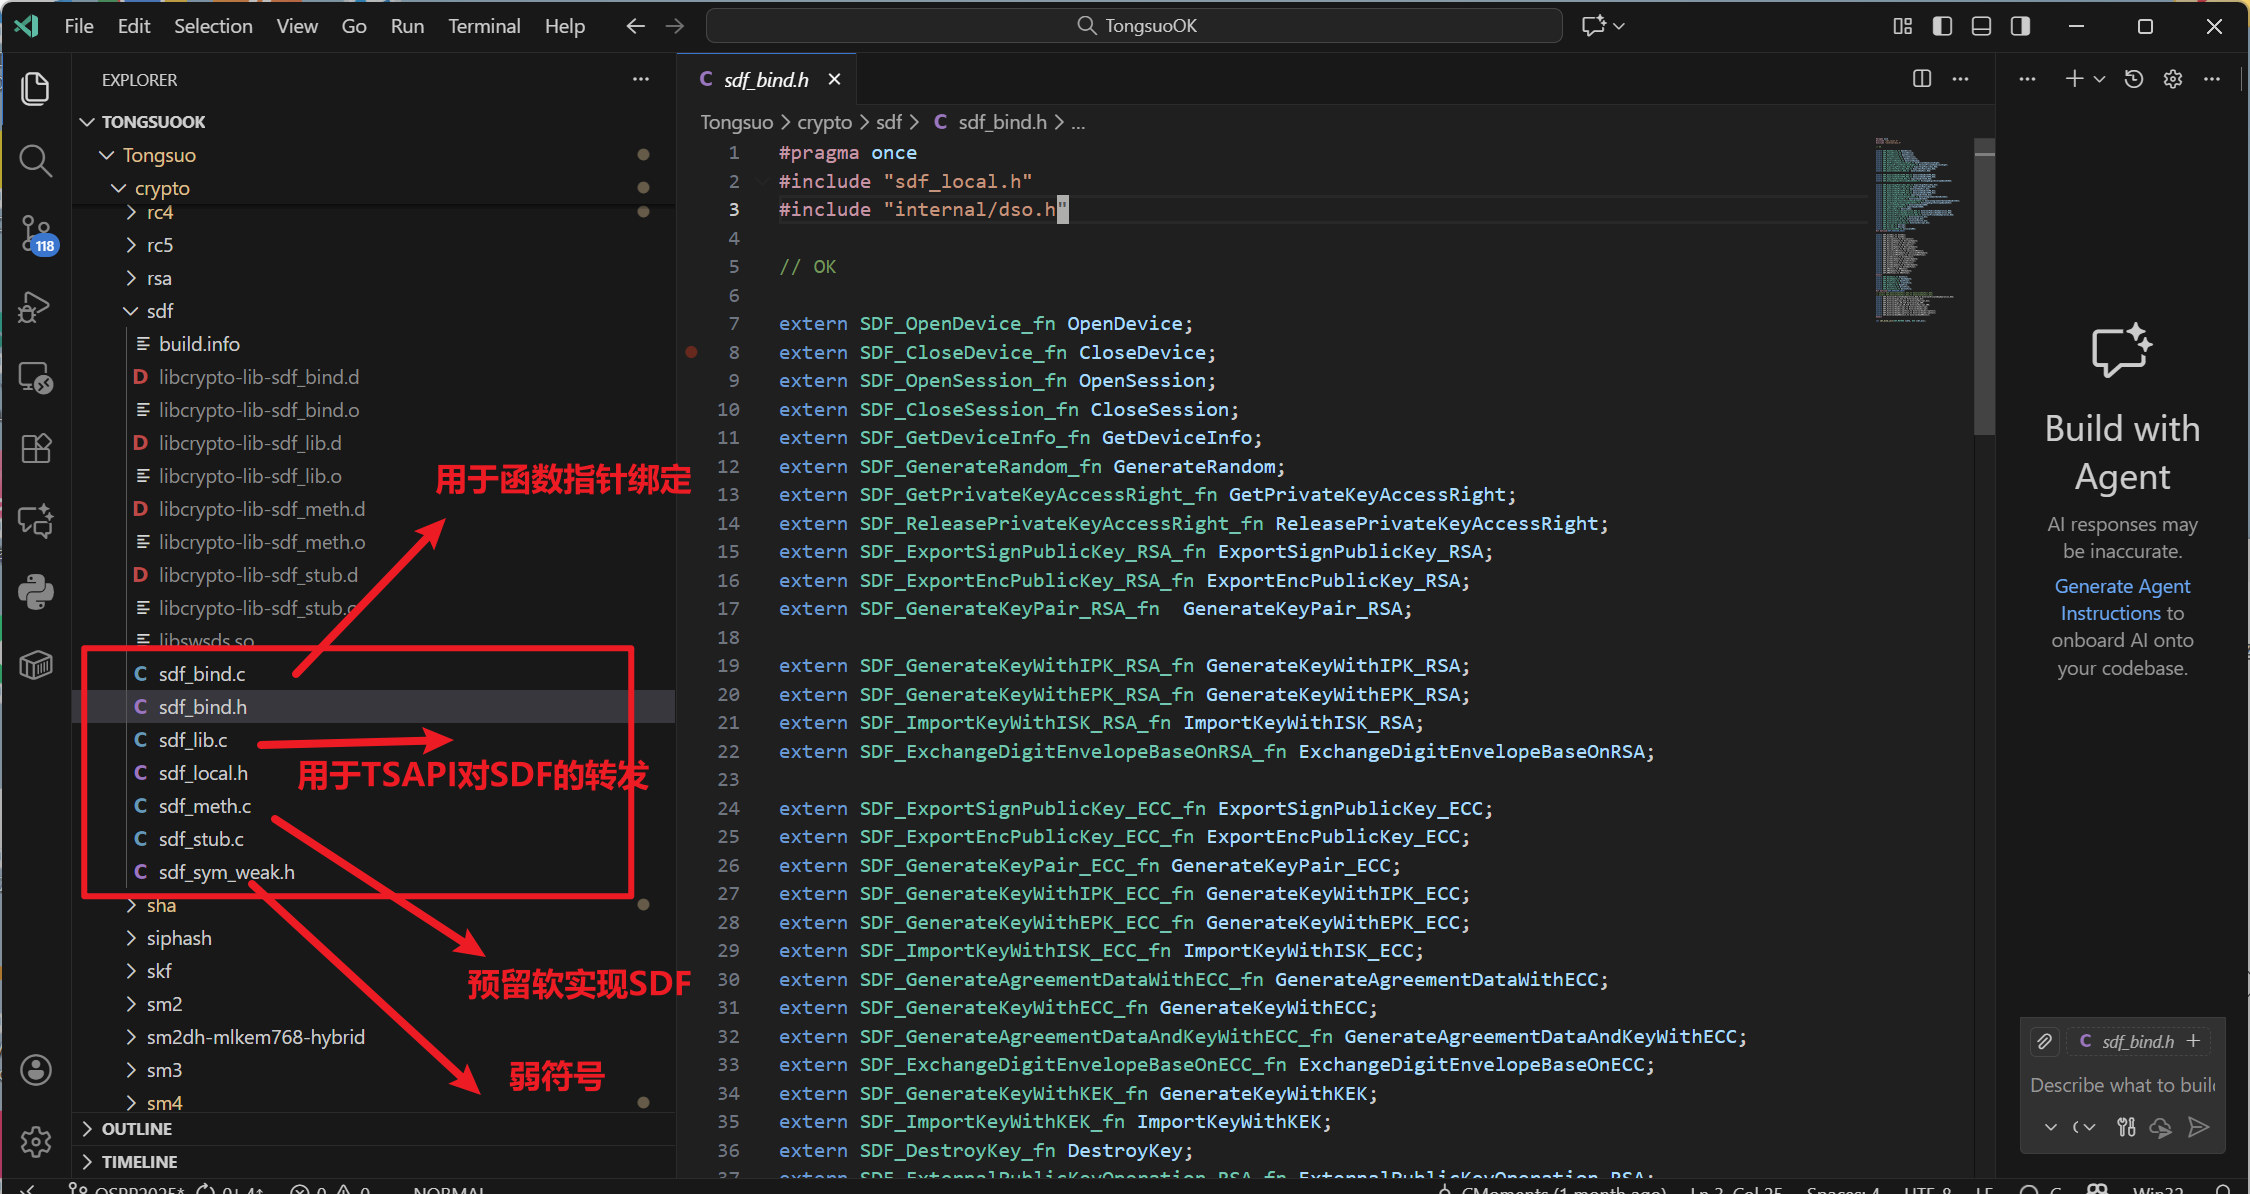 File Edit Selection View Go Run Terminal Help
TongsuoOK
EXPLORER
TONGSUOOK
Tongsuo
crypto
rc4
rc5
rsa
sdf
build.info
D libcrypto-lib-sdf_bind.d
libcrypto-lib-sdf_bind.o
D libcrypto-lib-sdf_lib.d
libcrypto-lib-sdf_lib.o
D libcrypto-lib-sdf_meth.d
libcrypto-lib-sdf_meth.o
D libcrypto-lib-sdf_stub.d
libcrypto-lib-sdf_stub.o
libswsds.so
C sdf_bind.c
C sdf_bind.h
C sdf_lib.c
C sdf_local.h
C sdf_meth.c
C sdf_stub.c
C sdf_sym_weak.h
sha
siphash
skf
sm2
sm2dh-mlkem768-hybrid
sm3
sm4
OUTLINE
TIMELINE
118
用于函数指针绑定
用于TSAPI对SDF的转发
预留软实现SDF
弱符号
C sdf_bind.h
Tongsuo > crypto > sdf > C sdf_bind.h > ...
1 #pragma once
2 #include "sdf_local.h"
3 #include "internal/dso.h"
4
5 // OK
6
7 extern SDF_OpenDevice_fn OpenDevice;
8 extern SDF_CloseDevice_fn CloseDevice;
9 extern SDF_OpenSession_fn OpenSession;
10 extern SDF_CloseSession_fn CloseSession;
11 extern SDF_GetDeviceInfo_fn GetDeviceInfo;
12 extern SDF_GenerateRandom_fn GenerateRandom;
13 extern SDF_GetPrivateKeyAccessRight_fn GetPrivateKeyAccessRight;
14 extern SDF_ReleasePrivateKeyAccessRight_fn ReleasePrivateKeyAccessRight;
15 extern SDF_ExportSignPublicKey_RSA_fn ExportSignPublicKey_RSA;
16 extern SDF_ExportEncPublicKey_RSA_fn ExportEncPublicKey_RSA;
17 extern SDF_GenerateKeyPair_RSA_fn  GenerateKeyPair_RSA;
18
19 extern SDF_GenerateKeyWithIPK_RSA_fn GenerateKeyWithIPK_RSA;
20 extern SDF_GenerateKeyWithEPK_RSA_fn GenerateKeyWithEPK_RSA;
21 extern SDF_ImportKeyWithISK_RSA_fn ImportKeyWithISK_RSA;
22 extern SDF_ExchangeDigitEnvelopeBaseOnRSA_fn ExchangeDigitEnvelopeBaseOnRSA;
23
24 extern SDF_ExportSignPublicKey_ECC_fn ExportSignPublicKey_ECC;
25 extern SDF_ExportEncPublicKey_ECC_fn ExportEncPublicKey_ECC;
26 extern SDF_GenerateKeyPair_ECC_fn GenerateKeyPair_ECC;
27 extern SDF_GenerateKeyWithIPK_ECC_fn GenerateKeyWithIPK_ECC;
28 extern SDF_GenerateKeyWithEPK_ECC_fn GenerateKeyWithEPK_ECC;
29 extern SDF_ImportKeyWithISK_ECC_fn ImportKeyWithISK_ECC;
30 extern SDF_GenerateAgreementDataWithECC_fn GenerateAgreementDataWithECC;
31 extern SDF_GenerateKeyWithECC_fn GenerateKeyWithECC;
32 extern SDF_GenerateAgreementDataAndKeyWithECC_fn GenerateAgreementDataAndKeyWithECC;
33 extern SDF_ExchangeDigitEnvelopeBaseOnECC_fn ExchangeDigitEnvelopeBaseOnECC;
34 extern SDF_GenerateKeyWithKEK_fn GenerateKeyWithKEK;
35 extern SDF_ImportKeyWithKEK_fn ImportKeyWithKEK;
36 extern SDF_DestroyKey_fn DestroyKey;
37 extern SDF_ExternalPublicKeyOperation_RSA_fn ExternalPublicKeyOperation_RSA;
Build with
Agent
AI responses may
be inaccurate.
Generate Agent
Instructions to
onboard AI onto
your codebase.
C sdf_bind.h +
Describe what to buil
OSPP2025* 0↓ 4↑ 0 0 NORMAL
CMoments (1 month ago) Ln 3, Col 25 Spaces: 4 UTF-8 LF C Win32